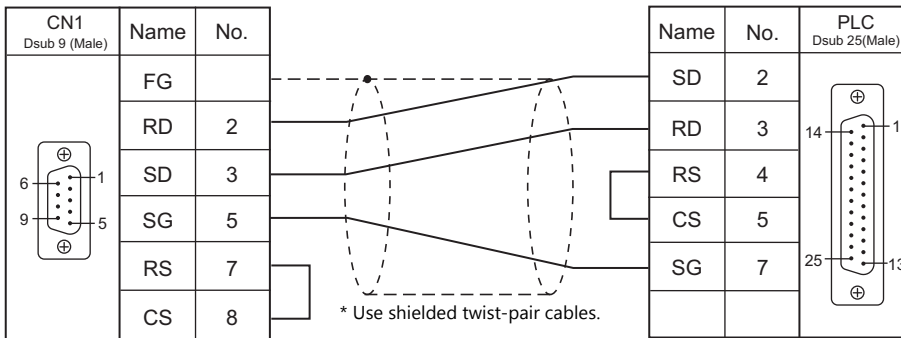 CN1
Dsub 9 (Male)
Name No.
FG
RD 2
SD 3
SG 5
RS 7
CS 8
6
1
9
5
* Use shielded twist-pair cables.
Name No.
SD 2
RD 3
RS 4
CS 5
SG 7
PLC
Dsub 25(Male)
14
1
25
13